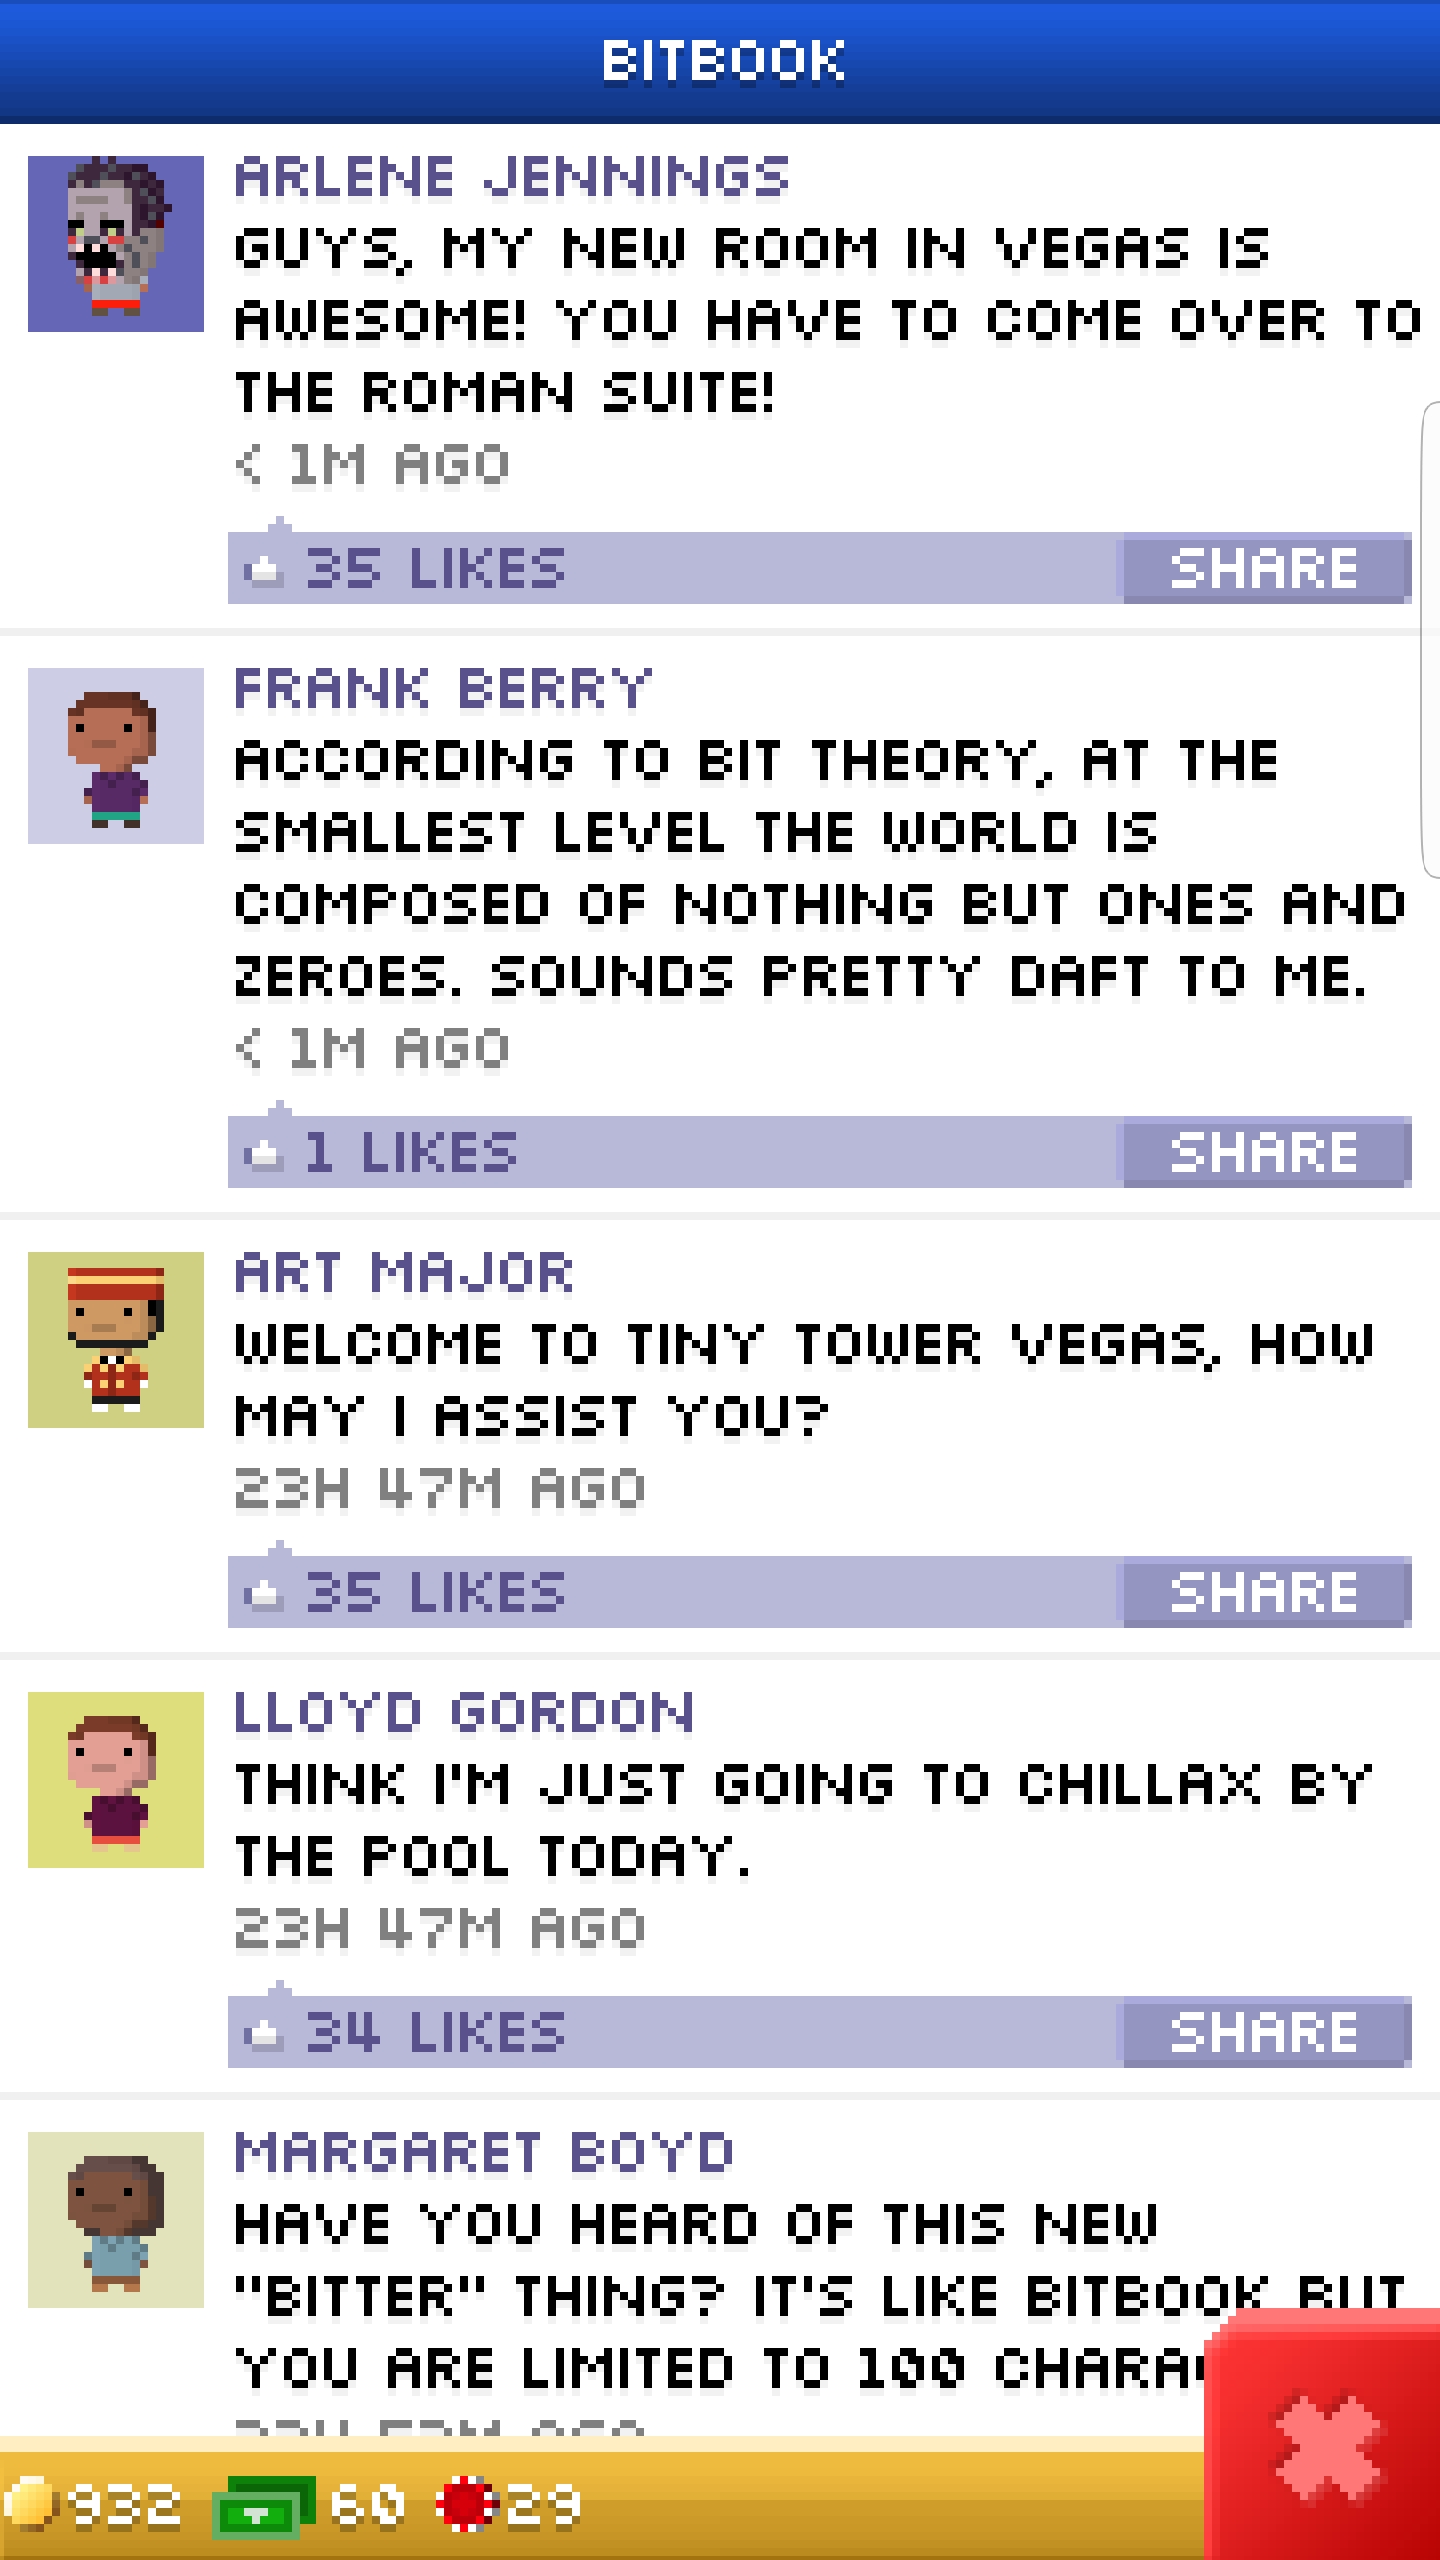 BITBOOK
ARLENE JENNINGS
GUYS, MY NEW ROOM IN VEGAS IS
AWESOME! YOU HAVE TO COME OVER TO
THE ROMAN SUITE!
< 1M AGO
35 LIKES SHARE
FRANK BERRY
ACCORDING TO BIT THEORY, AT THE
SMALLEST LEVEL THE WORLD IS
COMPOSED OF NOTHING BUT ONES AND
ZEROES. SOUNDS PRETTY DAFT TO ME.
< 1M AGO
1 LIKES SHARE
ART MAJOR
WELCOME TO TINY TOWER VEGAS, HOW
MAY I ASSIST YOU?
23H 47M AGO
35 LIKES SHARE
LLOYD GORDON
THINK I'M JUST GOING TO CHILLAX BY
THE POOL TODAY.
23H 47M AGO
34 LIKES SHARE
MARGARET BOYD
HAVE YOU HEARD OF THIS NEW
"BITTER" THING? IT'S LIKE BITBOOK BUT
YOU ARE LIMITED TO 100
932 60 29